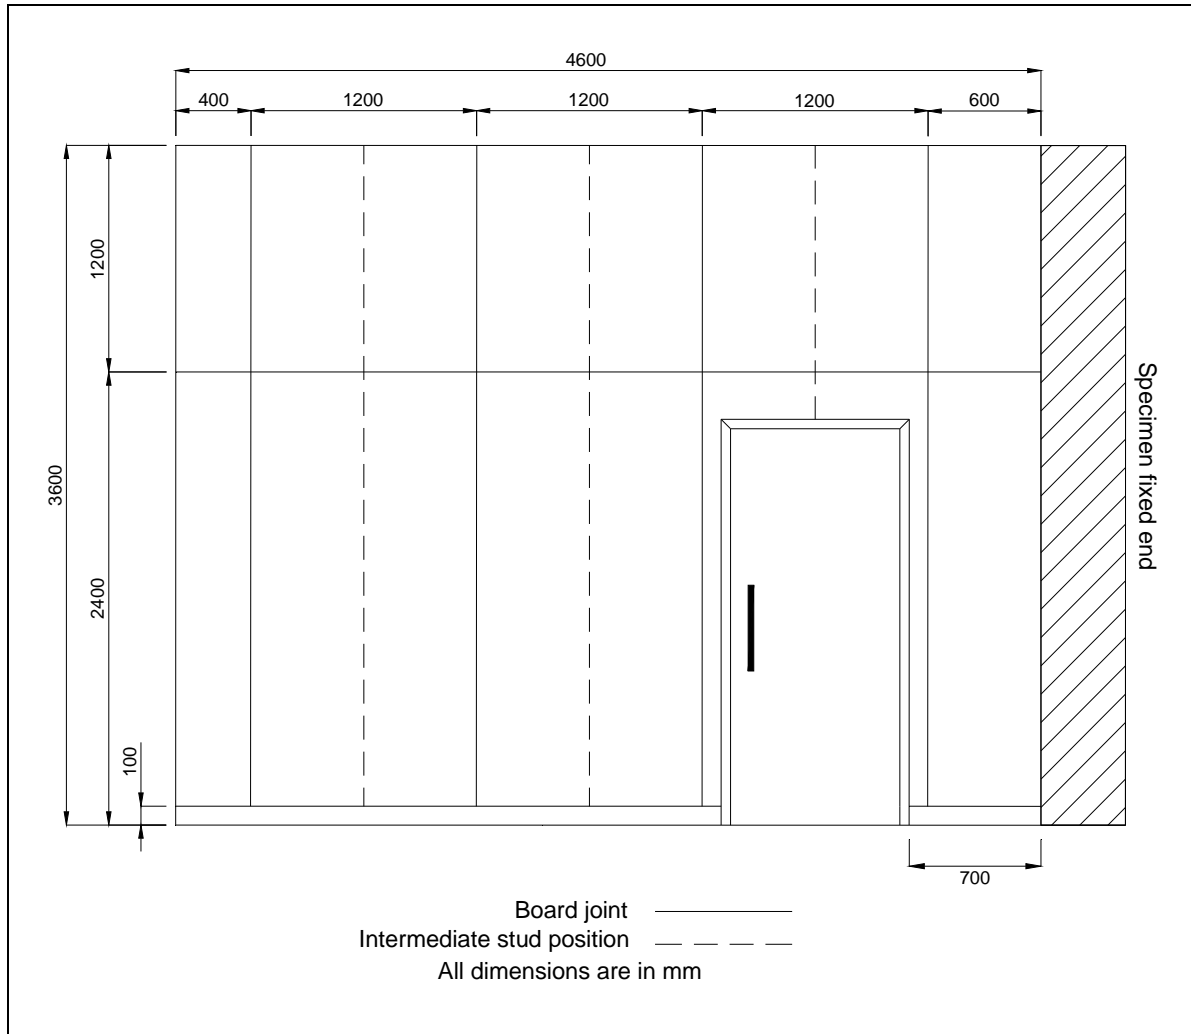 4600
400
1200
1200
1200
600
1200
3600
2400
100
Specimen fixed end
700
Board joint
Intermediate stud position
All dimensions are in mm